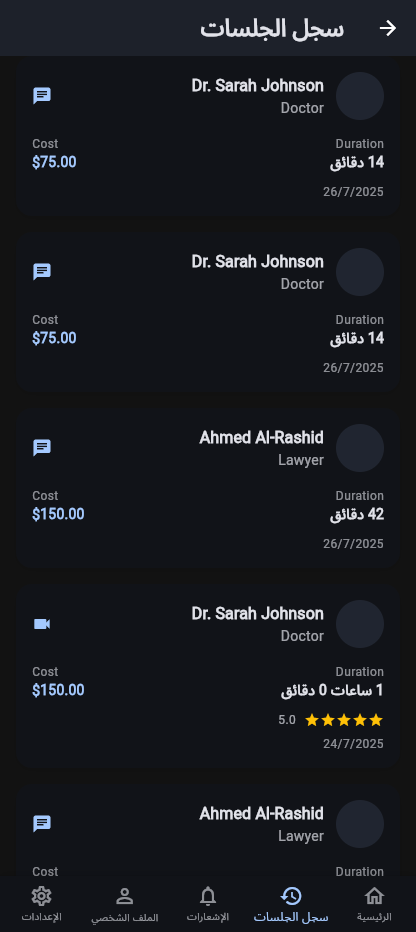 سجل الجلسات
Dr. Sarah Johnson
Doctor
Duration
Cost
14 دقائق
$75.00
26/7/2025
Dr. Sarah Johnson
Doctor
Duration
Cost
14 دقائق
$75.00
26/7/2025
Ahmed Al-Rashid
Lawyer
Duration
Cost
42 دقائق
$150.00
26/7/2025
Dr. Sarah Johnson
Doctor
Duration
Cost
1 ساعات 0 دقائق
$150.00
5.0
24/7/2025
Ahmed Al-Rashid
Lawyer
Duration
Cost
الرئيسية
سجل الجلسات
الإشعارات
الملف الشخصي
الإعدادات